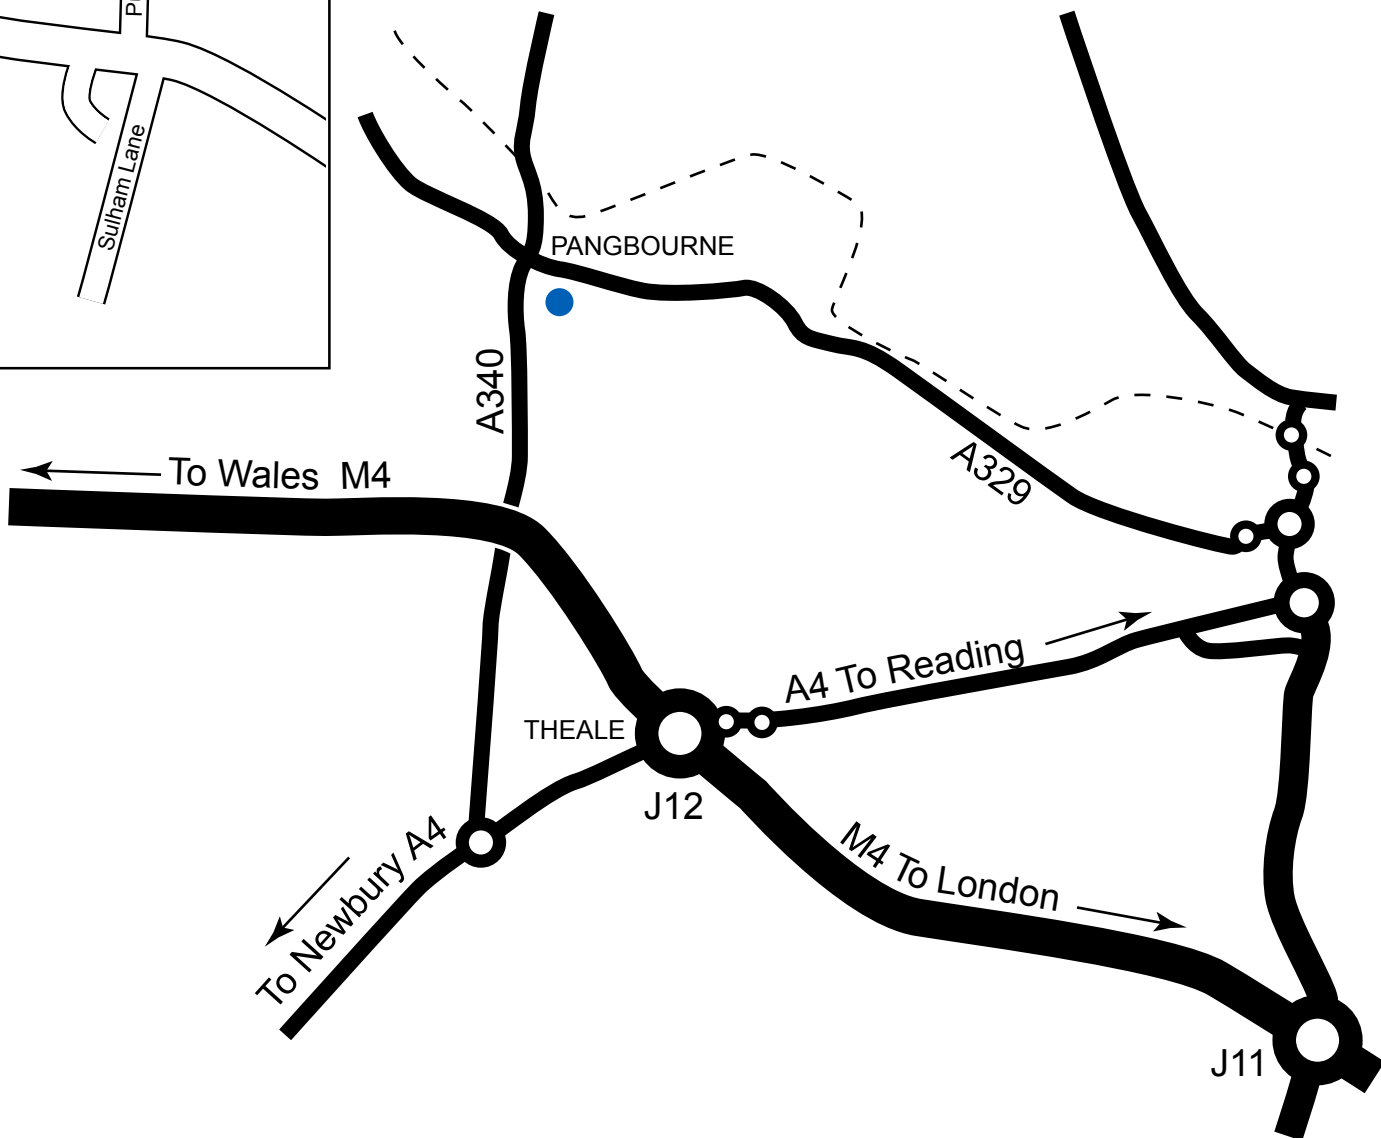 Sulham Lane
PANGBOURNE
A340
To Wales M4
A329
A4 To Reading
THEALE
J12
To Newbury A4
M4 To London
J11